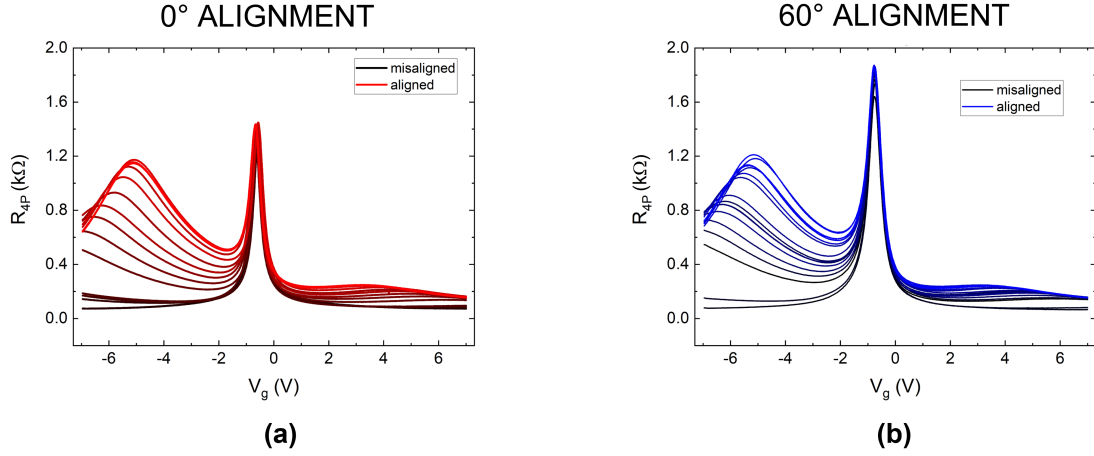 0° ALIGNMENT
2.0
1.6
1.2
0.8
0.4
0.0
R4P (kΩ)
misaligned
aligned
-6
-4
-2
0
2
4
6
Vg (V)
(a)
60° ALIGNMENT
2.0
1.6
1.2
0.8
0.4
0.0
R4P (kΩ)
misaligned
aligned
-6
-4
-2
0
2
4
6
Vg (V)
(b)